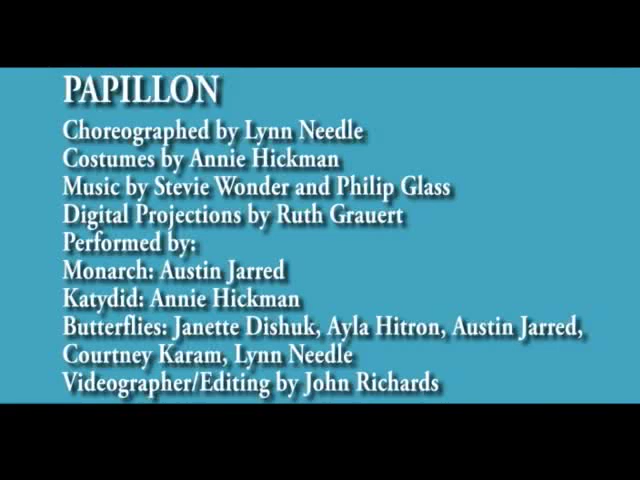 PAPILLON
Choreographed by Lynn Needle
Costumes by Annie Hickman
Music by Stevie Wonder and Philip Glass
Digital Projections by Ruth Grauert
Performed by:
Monarch: Austin Jarred
Katydid: Annie Hickman
Butterflies: Janette Dishuk, Ayla Hitron, Austin Jarred,
Courtney Karam, Lynn Needle
Videographer/Editing by John Richards